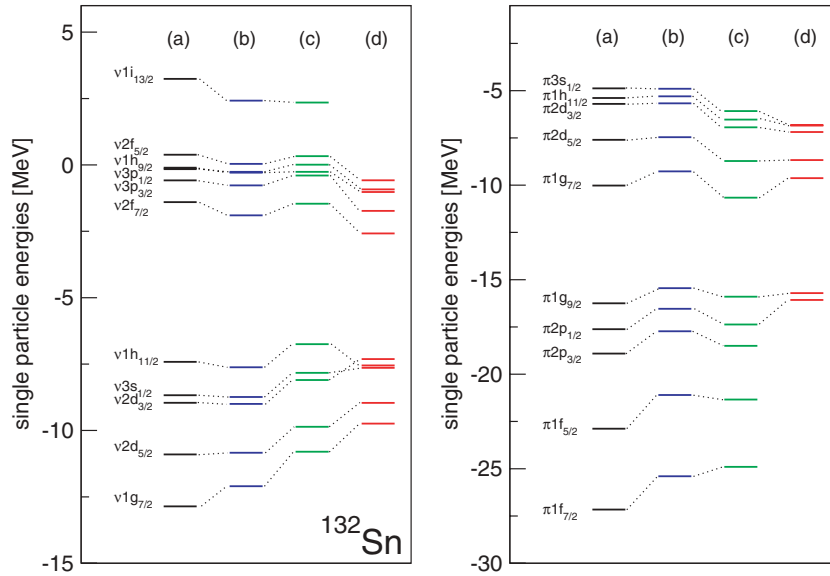 (a) (b) (c) (d)
single particle energies [MeV]
5
0
-5
-10
-15
ν1i13/2
ν2f5/2
ν1h9/2
ν3p1/2
ν3p3/2
ν2f7/2
ν1h11/2
ν3s1/2
ν2d3/2
ν2d5/2
ν1g7/2
132Sn
(a) (b) (c) (d)
single particle energies [MeV]
-5
-10
-15
-20
-25
-30
π3s1/2
π1h11/2
π2d3/2
π2d5/2
π1g7/2
π1g9/2
π2p1/2
π2p3/2
π1f5/2
π1f7/2